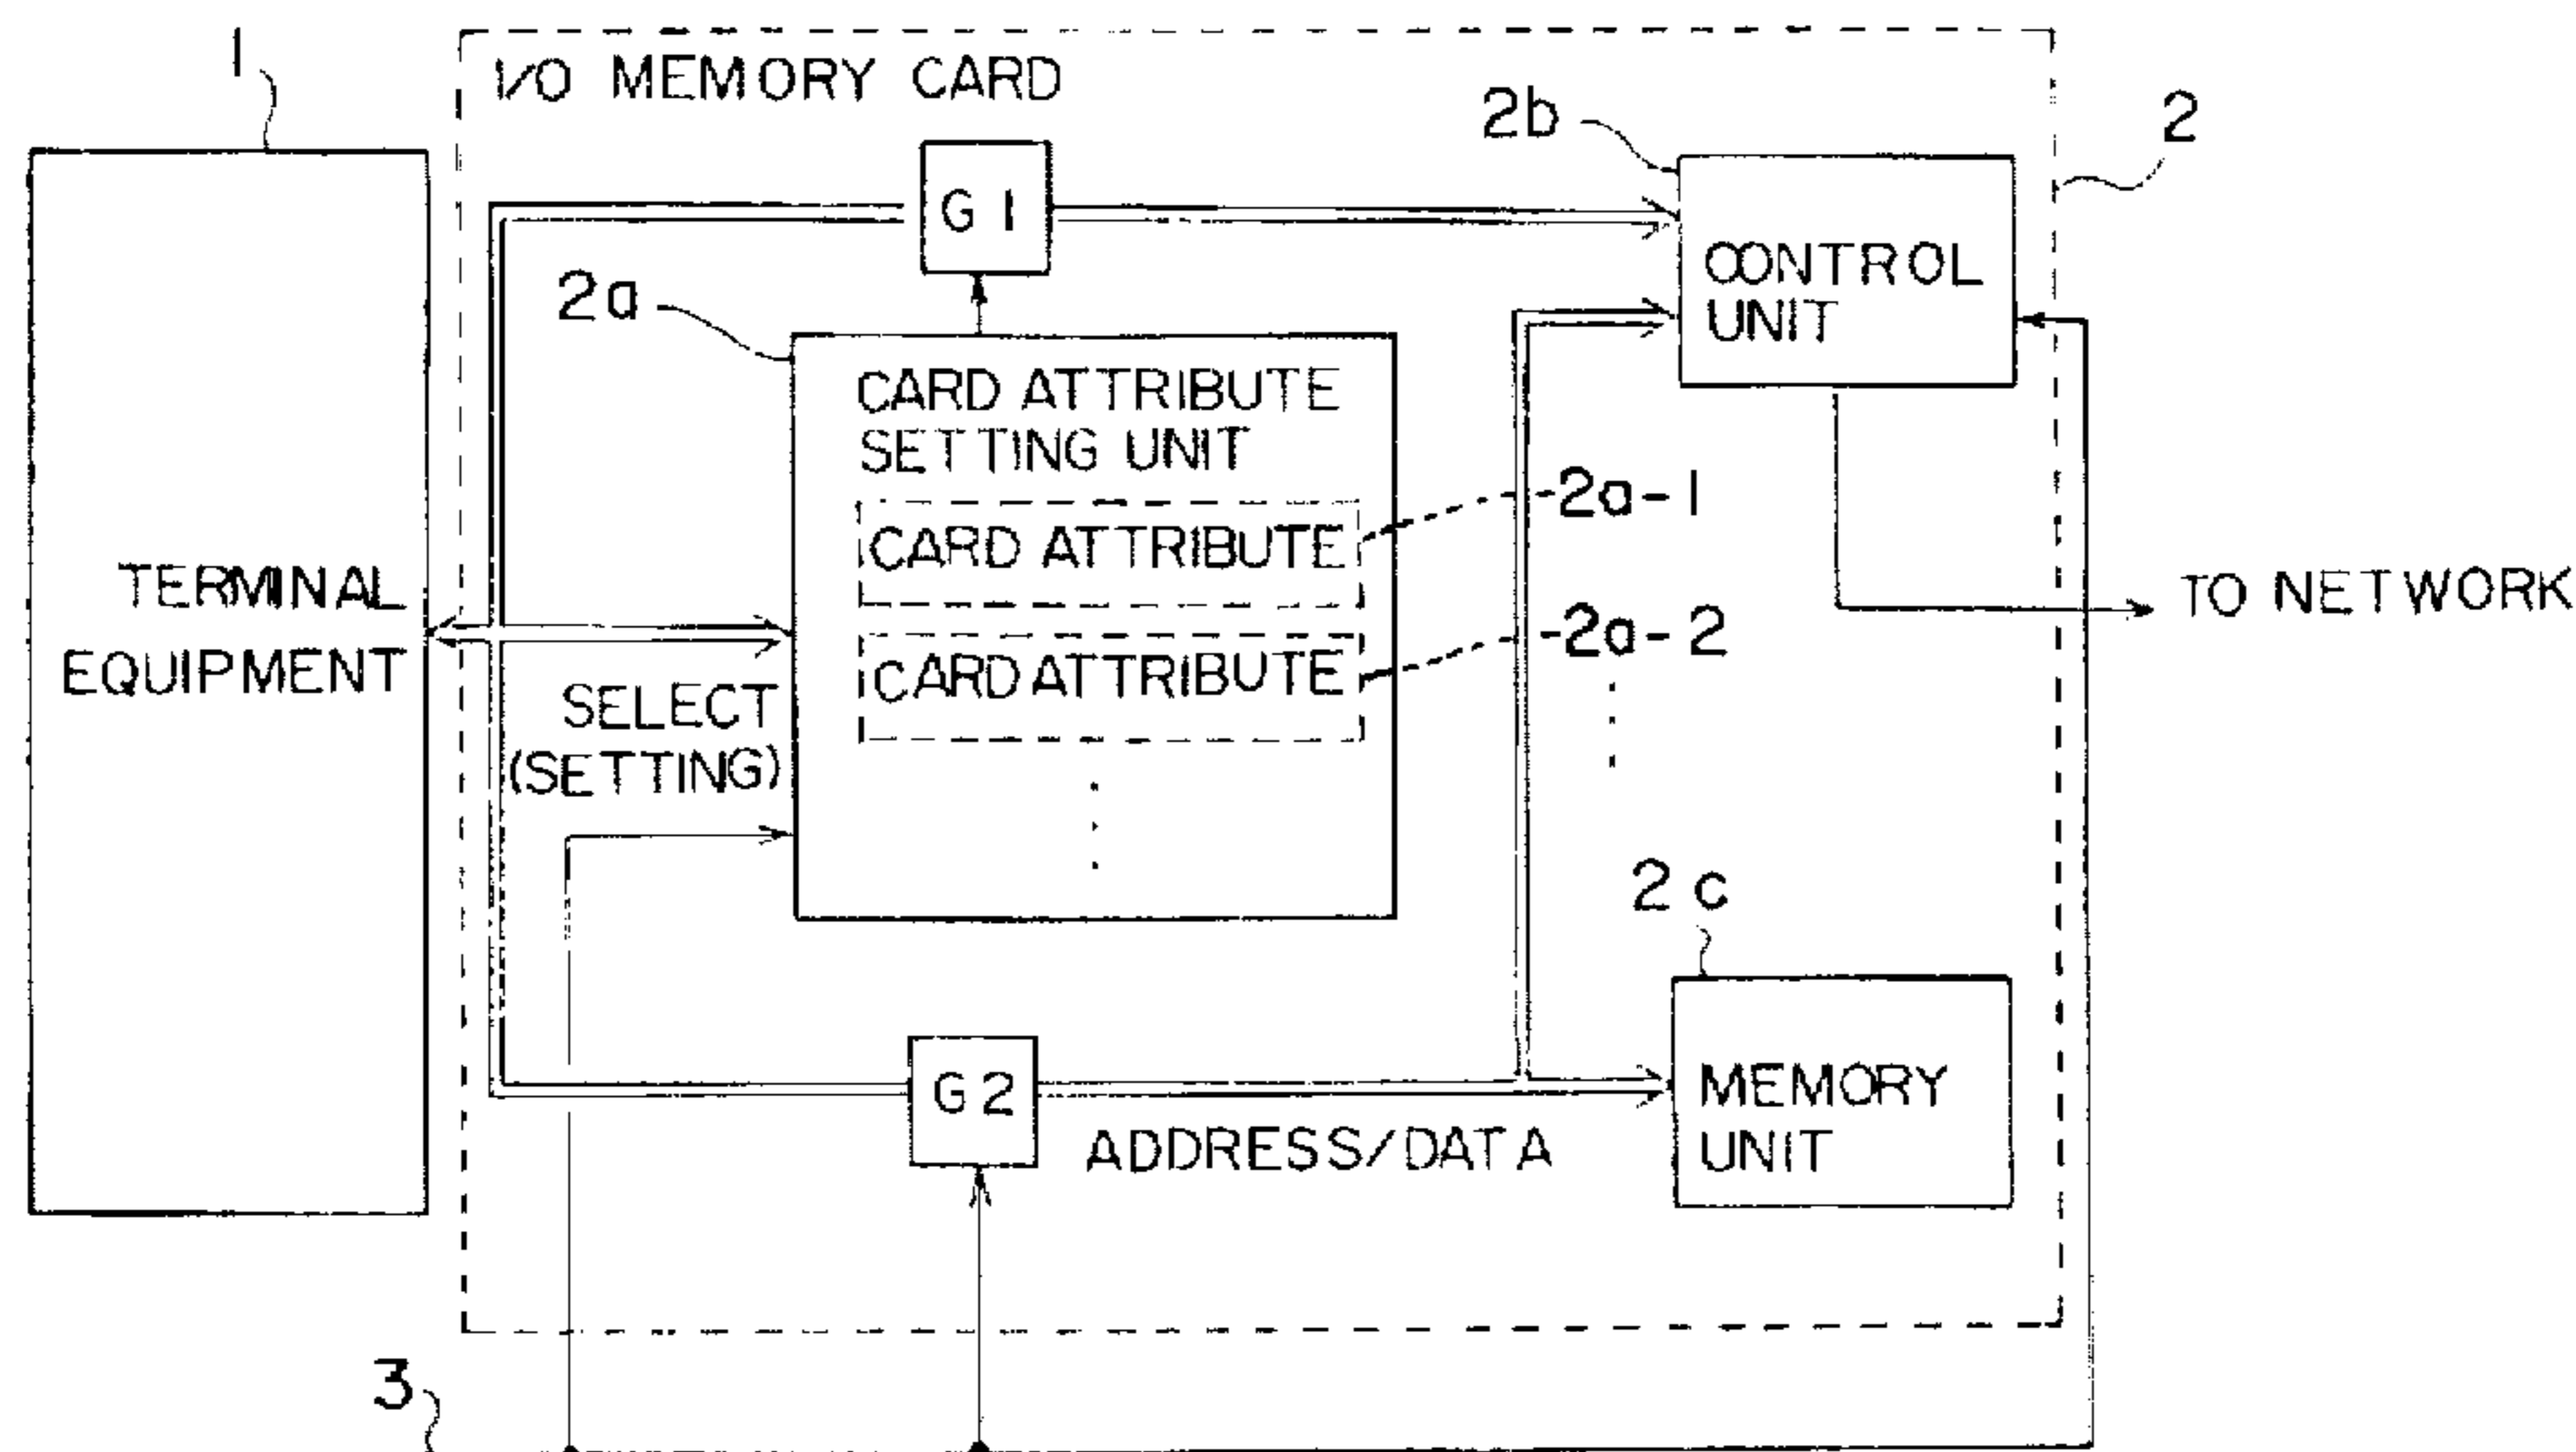 1
I/O MEMORY CARD
2b
2
G1
CONTROL
UNIT
2a
CARD ATTRIBUTE
SETTING UNIT
2a-1
CARD ATTRIBUTE
TO NETWORK
TERMINAL
EQUIPMENT
2a-2
CARD ATTRIBUTE
SELECT
(SETTING)
2c
G2
MEMORY
UNIT
ADDRESS/DATA
3